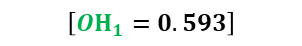 [OH₁ = 0.593]